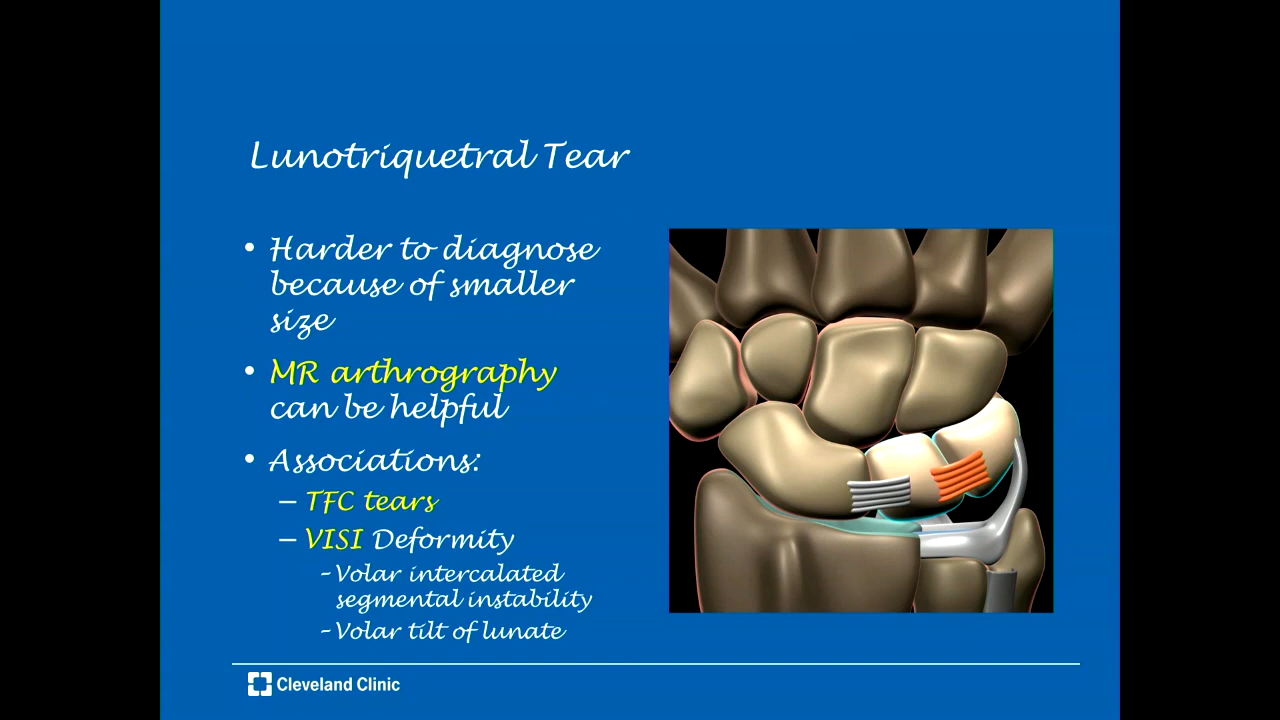 Lunotriquetral Tear
• Harder to diagnose
because of smaller
size
• MR arthrography
can be helpful
• Associations:
– TFC tears
– VISI Deformity
- Volar intercalated
segmental instability
- Volar tilt of lunate
Cleveland Clinic